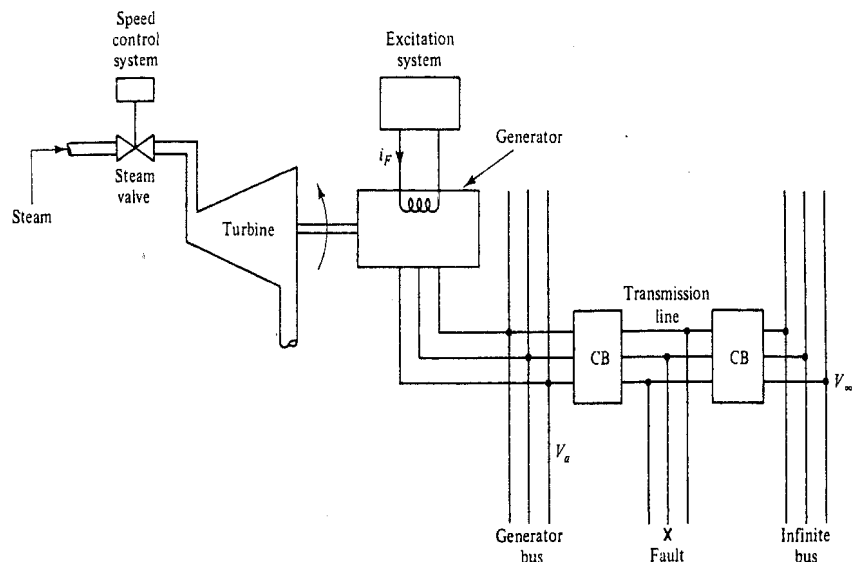 Speed
control
system
Excitation
system
i_F
Generator
Steam
valve
Steam
Turbine
Transmission
line
CB
CB
V_∞
V_a
Generator
bus
X
Fault
Infinite
bus